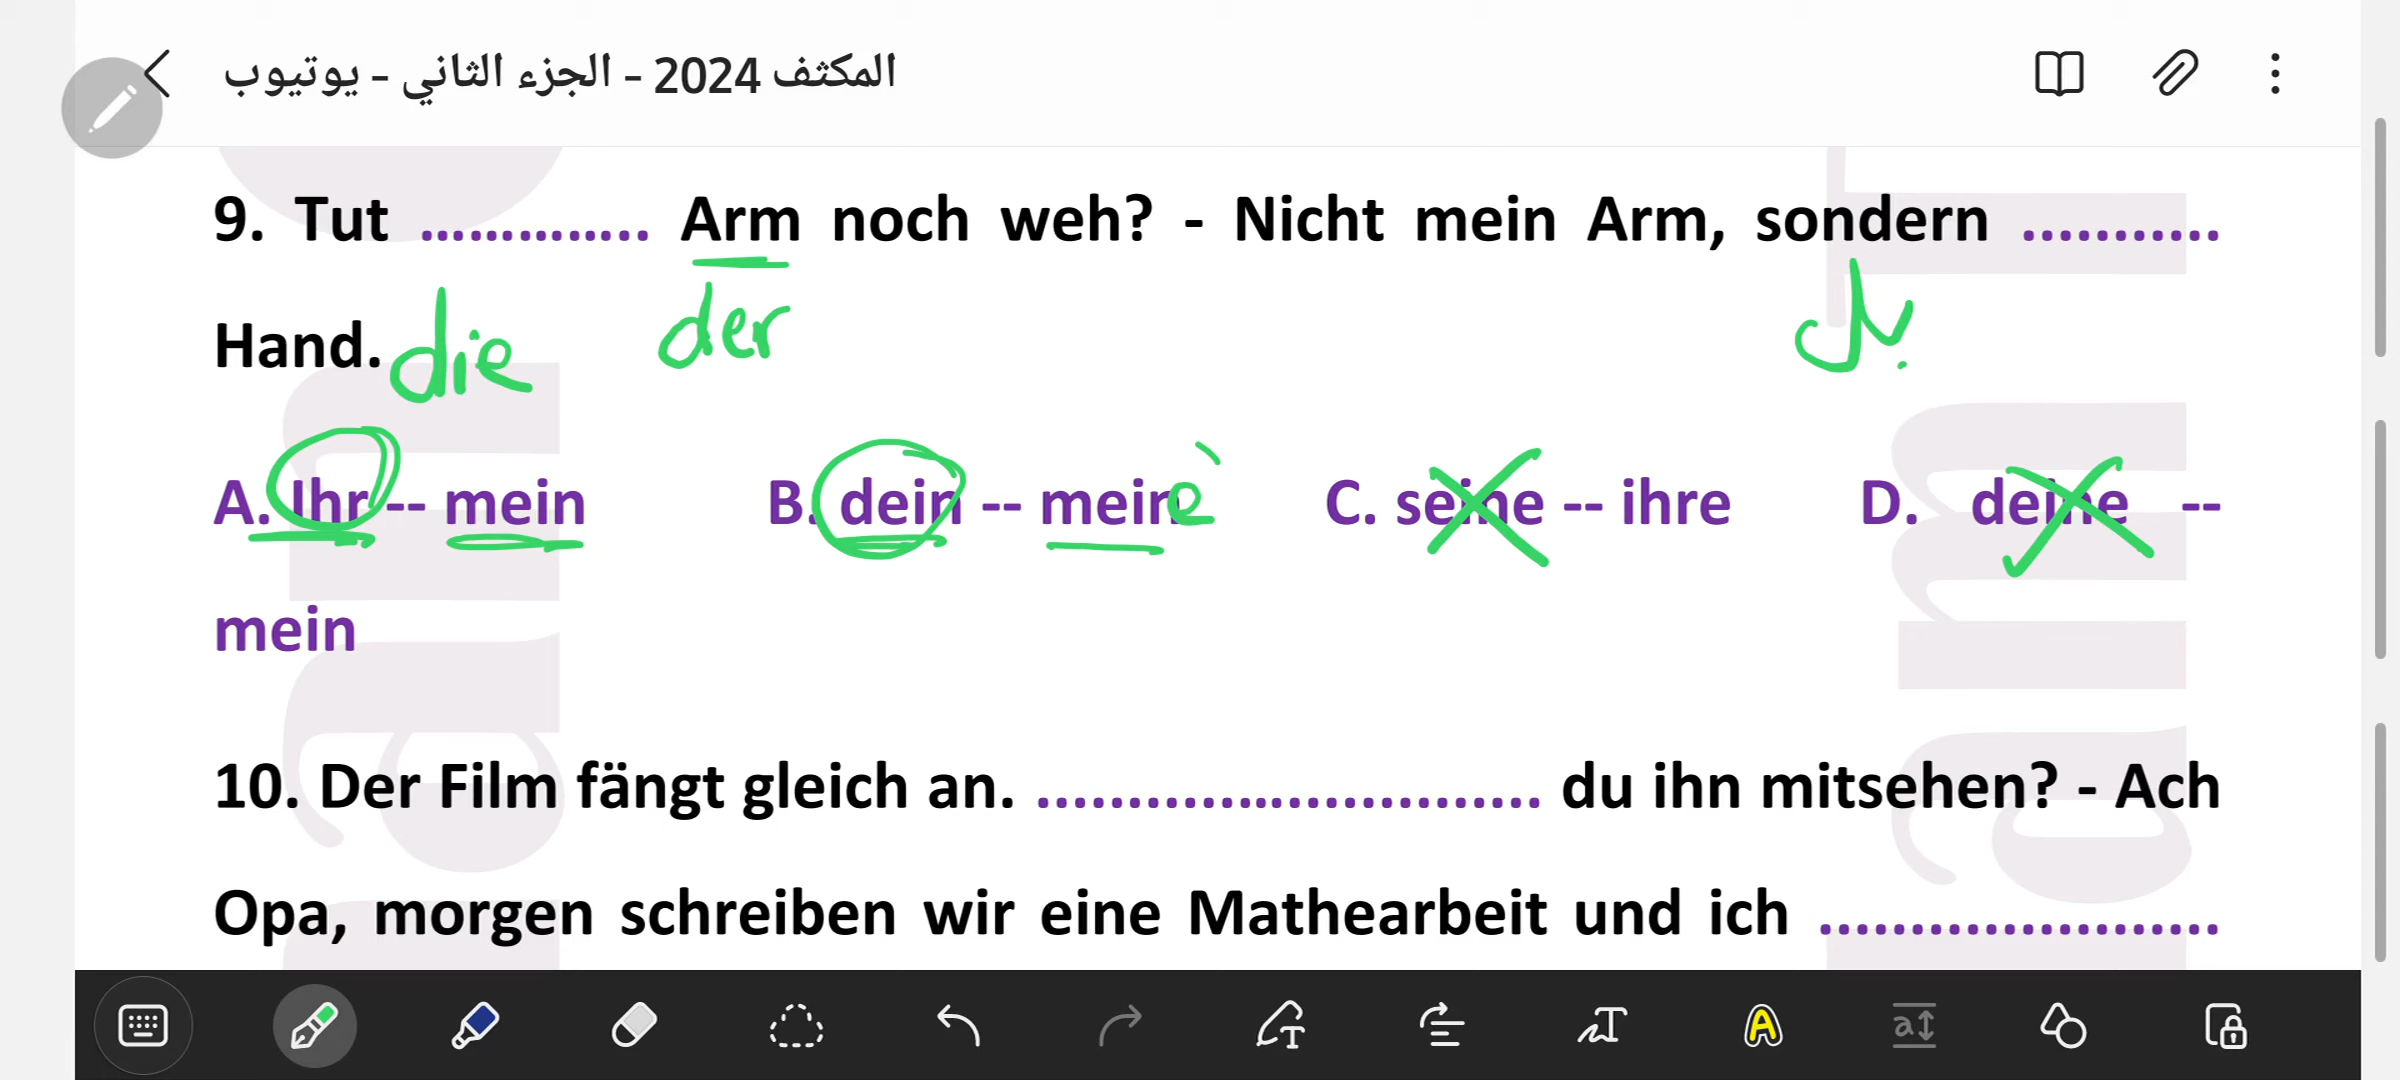 المكثف 2024 - الجزء الثاني - يوتيوب
9. Tut ………….. Arm noch weh? - Nicht mein Arm, sondern ...........
der
Hand. die
A. Ihr -- mein B. dein -- meine C. seine -- ihre D. deine --
mein
10. Der Film fängt gleich an. ............................ du ihn mitsehen? - Ach
Opa, morgen schreiben wir eine Mathearbeit und ich ......................